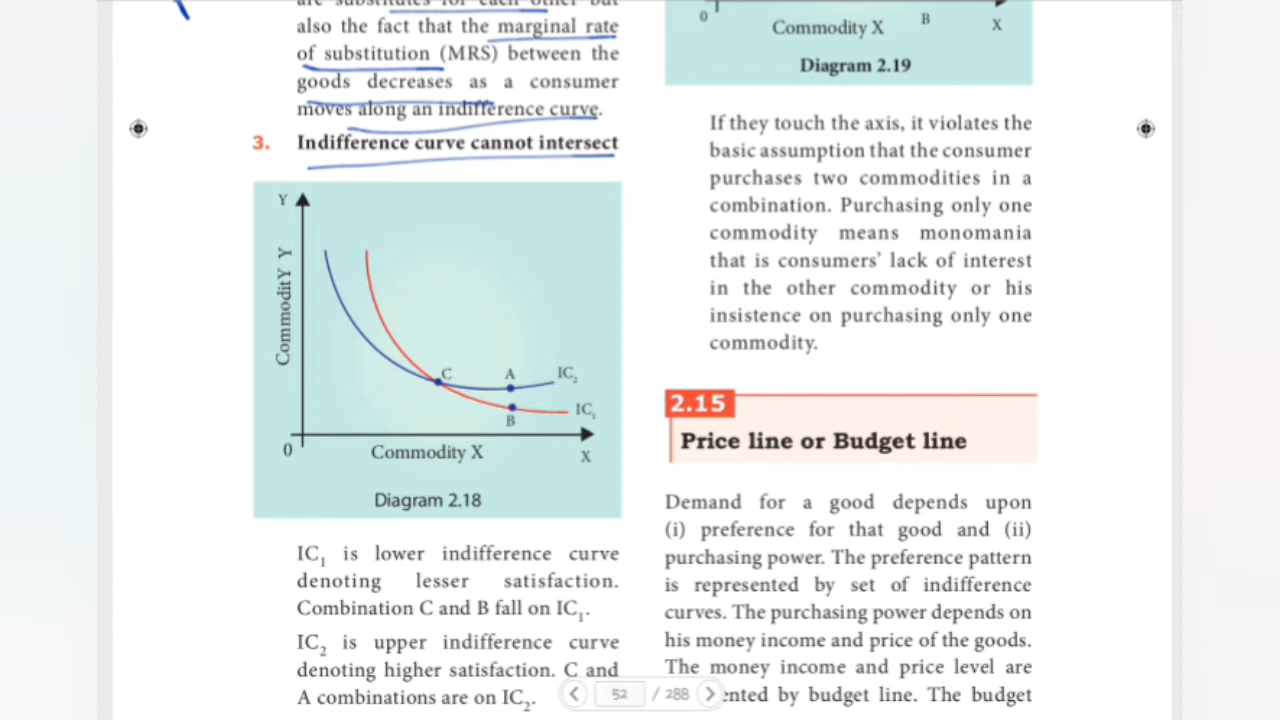 are substitutes for each other but
also the fact that the marginal rate
of substitution (MRS) between the
goods decreases as a consumer
moves along an indifference curve.
3. Indifference curve cannot intersect
Y
Commodity Y
C
A
IC2
B
IC1
0
Commodity X
X
Diagram 2.18
IC1 is lower indifference curve
denoting lesser satisfaction.
Combination C and B fall on IC1.
IC2 is upper indifference curve
denoting higher satisfaction. C and
A combinations are on IC2.
0
Commodity X
B
X
Diagram 2.19
If they touch the axis, it violates the
basic assumption that the consumer
purchases two commodities in a
combination. Purchasing only one
commodity means monomania
that is consumers' lack of interest
in the other commodity or his
insistence on purchasing only one
commodity.
2.15
Price line or Budget line
Demand for a good depends upon
(i) preference for that good and (ii)
purchasing power. The preference pattern
is represented by set of indifference
curves. The purchasing power depends on
his money income and price of the goods.
The money income and price level are
ented by budget line. The budget
52 / 288